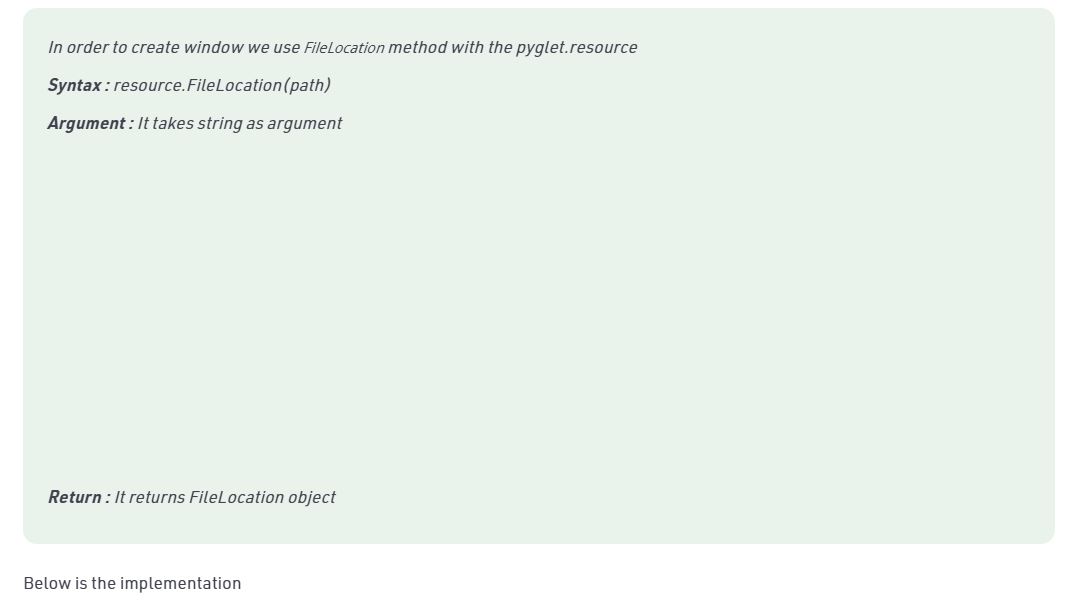 In order to create window we use FileLocation method with the pyglet.resource
Syntax : resource.FileLocation(path)
Argument : It takes string as argument
Return : It returns FileLocation object
Below is the implementation